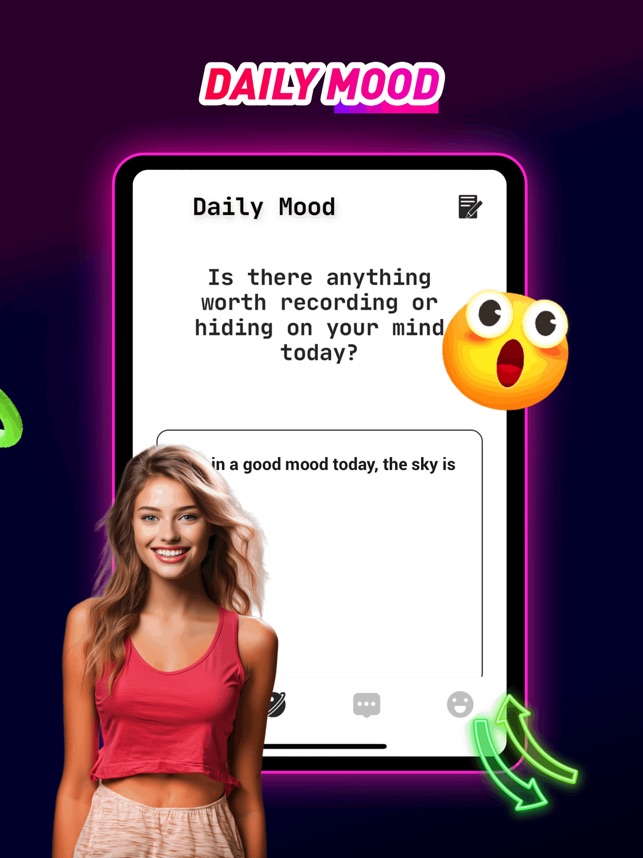 DAILY MOOD
Daily Mood
Is there anything
worth recording or
hiding on your mind
today?
in a good mood today, the sky is